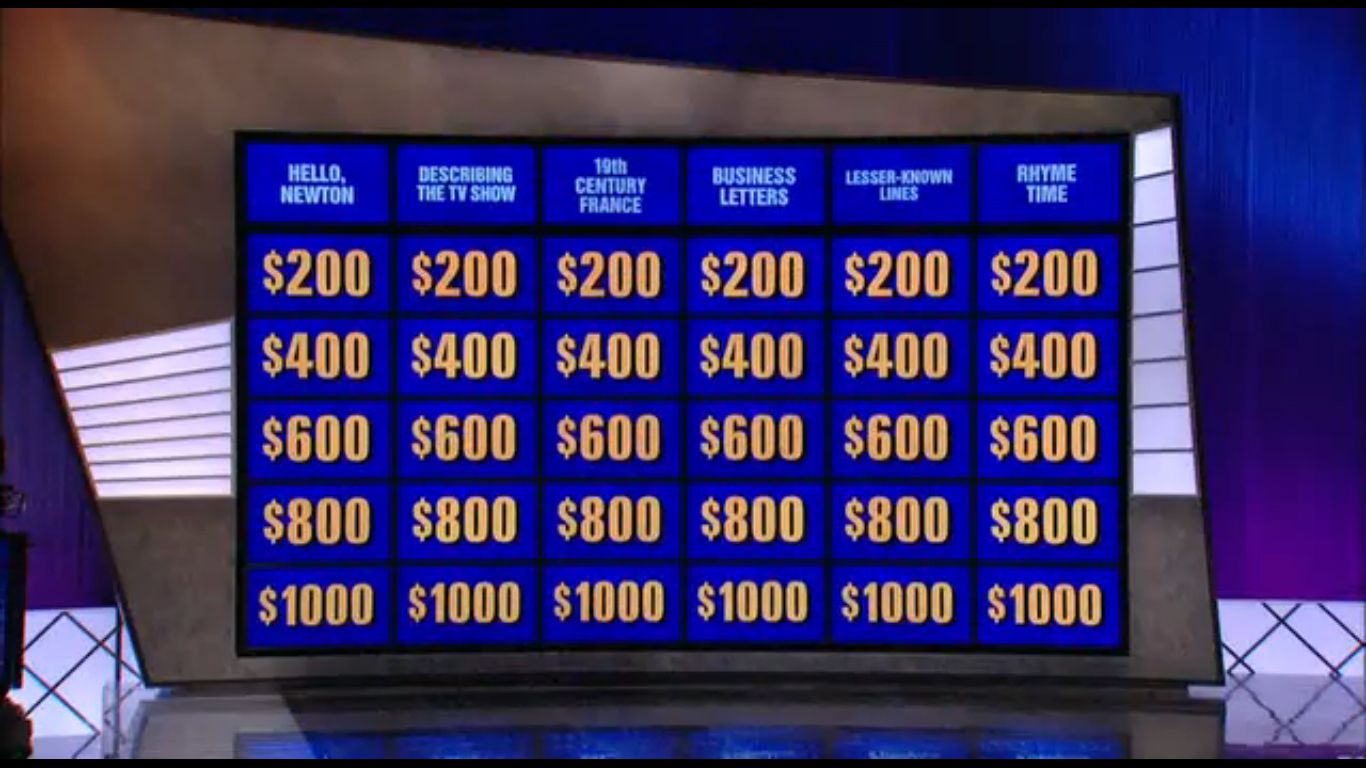 HELLO,
NEWTON
DESCRIBING
THE TV SHOW
19th
CENTURY
FRANCE
BUSINESS
LETTERS
LESSER-KNOWN
LINES
RHYME
TIME
$200 $200 $200 $200 $200 $200
$400 $400 $400 $400 $400 $400
$600 $600 $600 $600 $600 $600
$800 $800 $800 $800 $800 $800
$1000 $1000 $1000 $1000 $1000 $1000